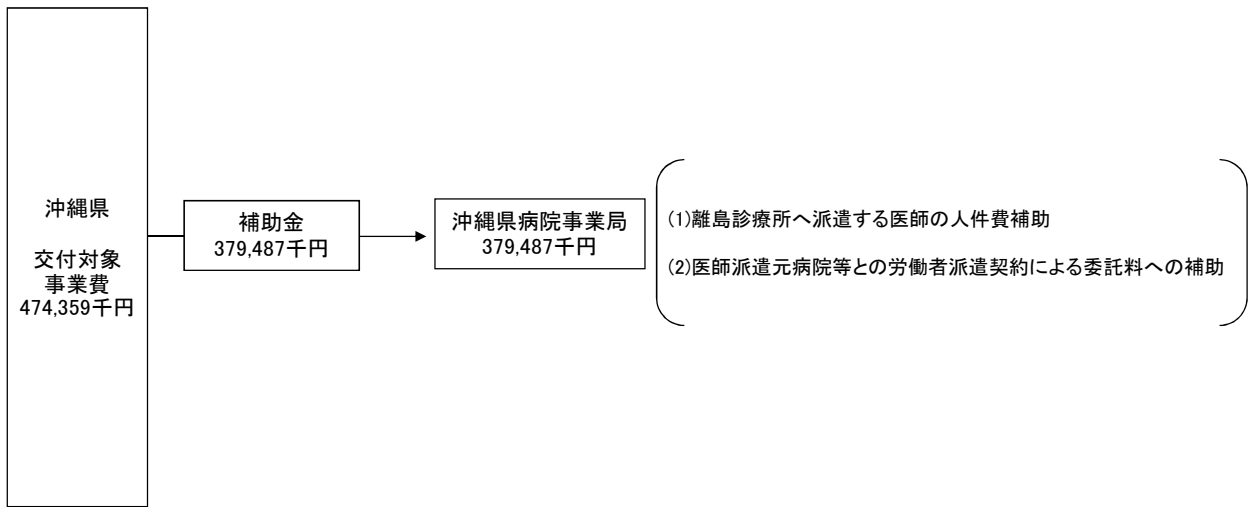 沖縄県
交付対象
事業費
474,359千円
補助金
379,487千円
沖縄県病院事業局
379,487千円
(1)離島診療所へ派遣する医師の人件費補助
(2)医師派遣元病院等との労働者派遣契約による委託料への補助